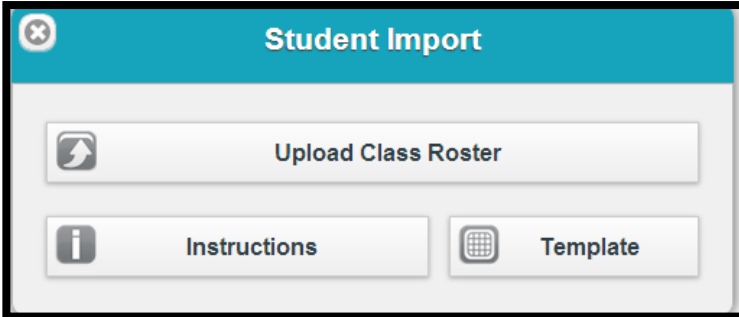 Student Import
Upload Class Roster
Instructions
Template